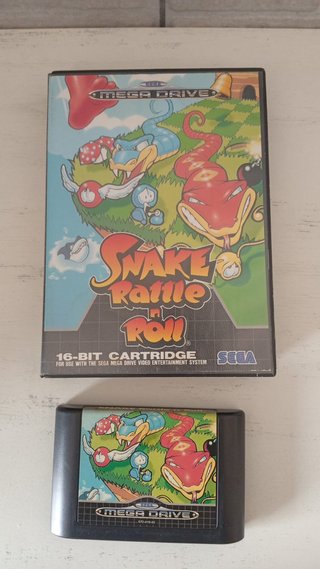 SEGA
MEGA DRIVE
SNAKE
Rattle
n
Roll
®
16-BIT CARTRIDGE
SEGA
FOR USE WITH THE SEGA MEGA DRIVE VIDEO ENTERTAINMENT SYSTEM
SEGA
MEGA DRIVE